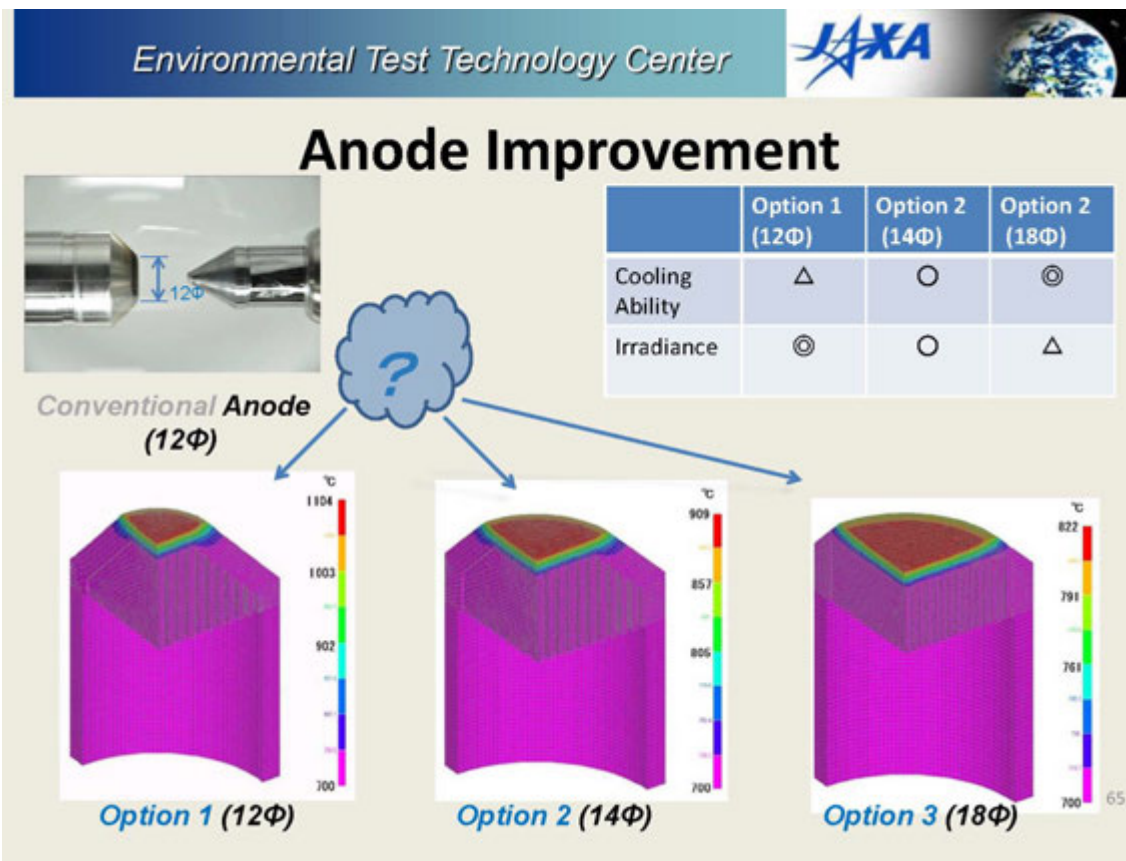 Environmental Test Technology Center
JAXA
Anode Improvement
12Φ
Conventional Anode
(12Φ)
?
Option 1 Option 2 Option 2
(12Φ) (14Φ) (18Φ)
Cooling △ ○ ◎
Ability
Irradiance ◎ ○ △
℃
1104
1003
902
700
℃
909
857
805
700
℃
822
791
761
700
Option 1 (12Φ)
Option 2 (14Φ)
Option 3 (18Φ)
65